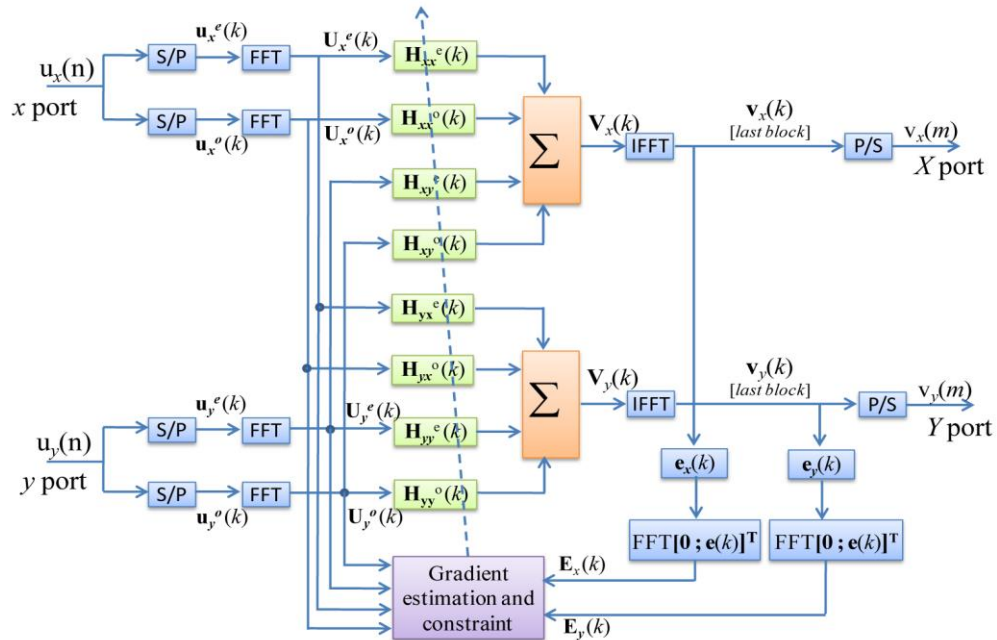 u_x(n)
x port
S/P
u_x^e(k)
FFT
U_x^e(k)
H_xx^e(k)
S/P
u_x^o(k)
FFT
U_x^o(k)
H_xx^o(k)
H_xy^e(k)
H_xy^o(k)
Σ
V_x(k)
IFFT
v_x(k)
[last block]
P/S
v_x(m)
X port
H_yx^e(k)
H_yx^o(k)
u_y(n)
y port
S/P
u_y^e(k)
FFT
U_y^e(k)
H_yy^e(k)
S/P
u_y^o(k)
FFT
U_y^o(k)
H_yy^o(k)
Σ
V_y(k)
IFFT
v_y(k)
[last block]
P/S
v_y(m)
Y port
e_x(k)
e_y(k)
FFT[0 ; e(k)]^T
FFT[0 ; e(k)]^T
E_x(k)
E_y(k)
Gradient
estimation and
constraint